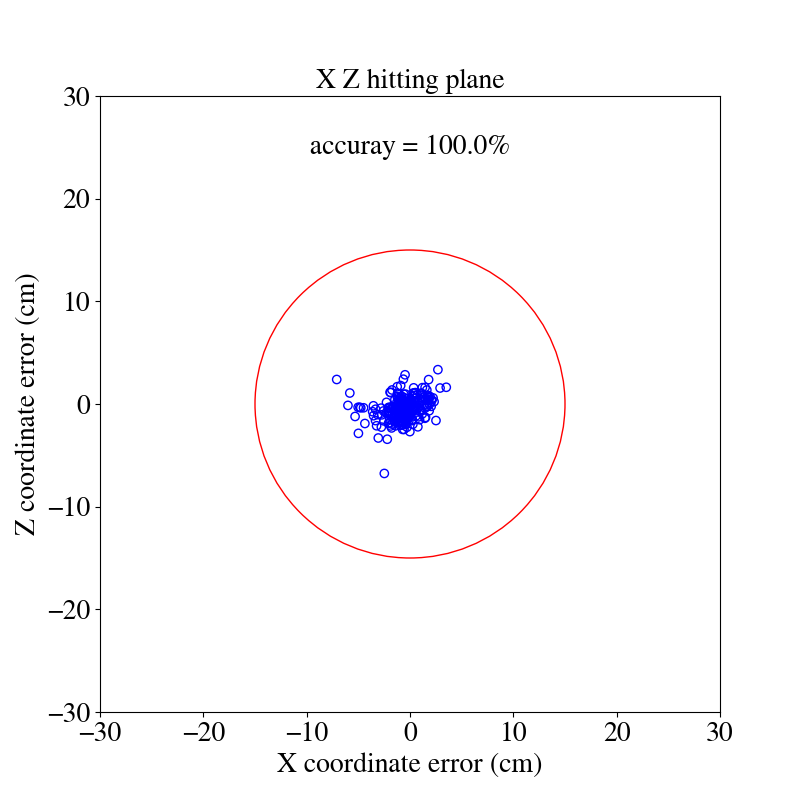 X Z hitting plane
accuray = 100.0%
30
20
10
0
−10
−20
−30
Z coordinate error (cm)
−30 −20 −10 0 10 20 30
X coordinate error (cm)